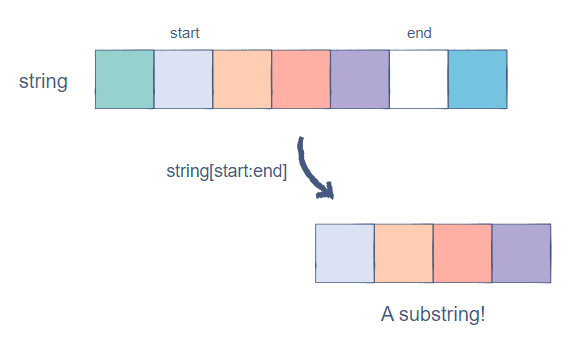 start end
string
string[start:end]
A substring!